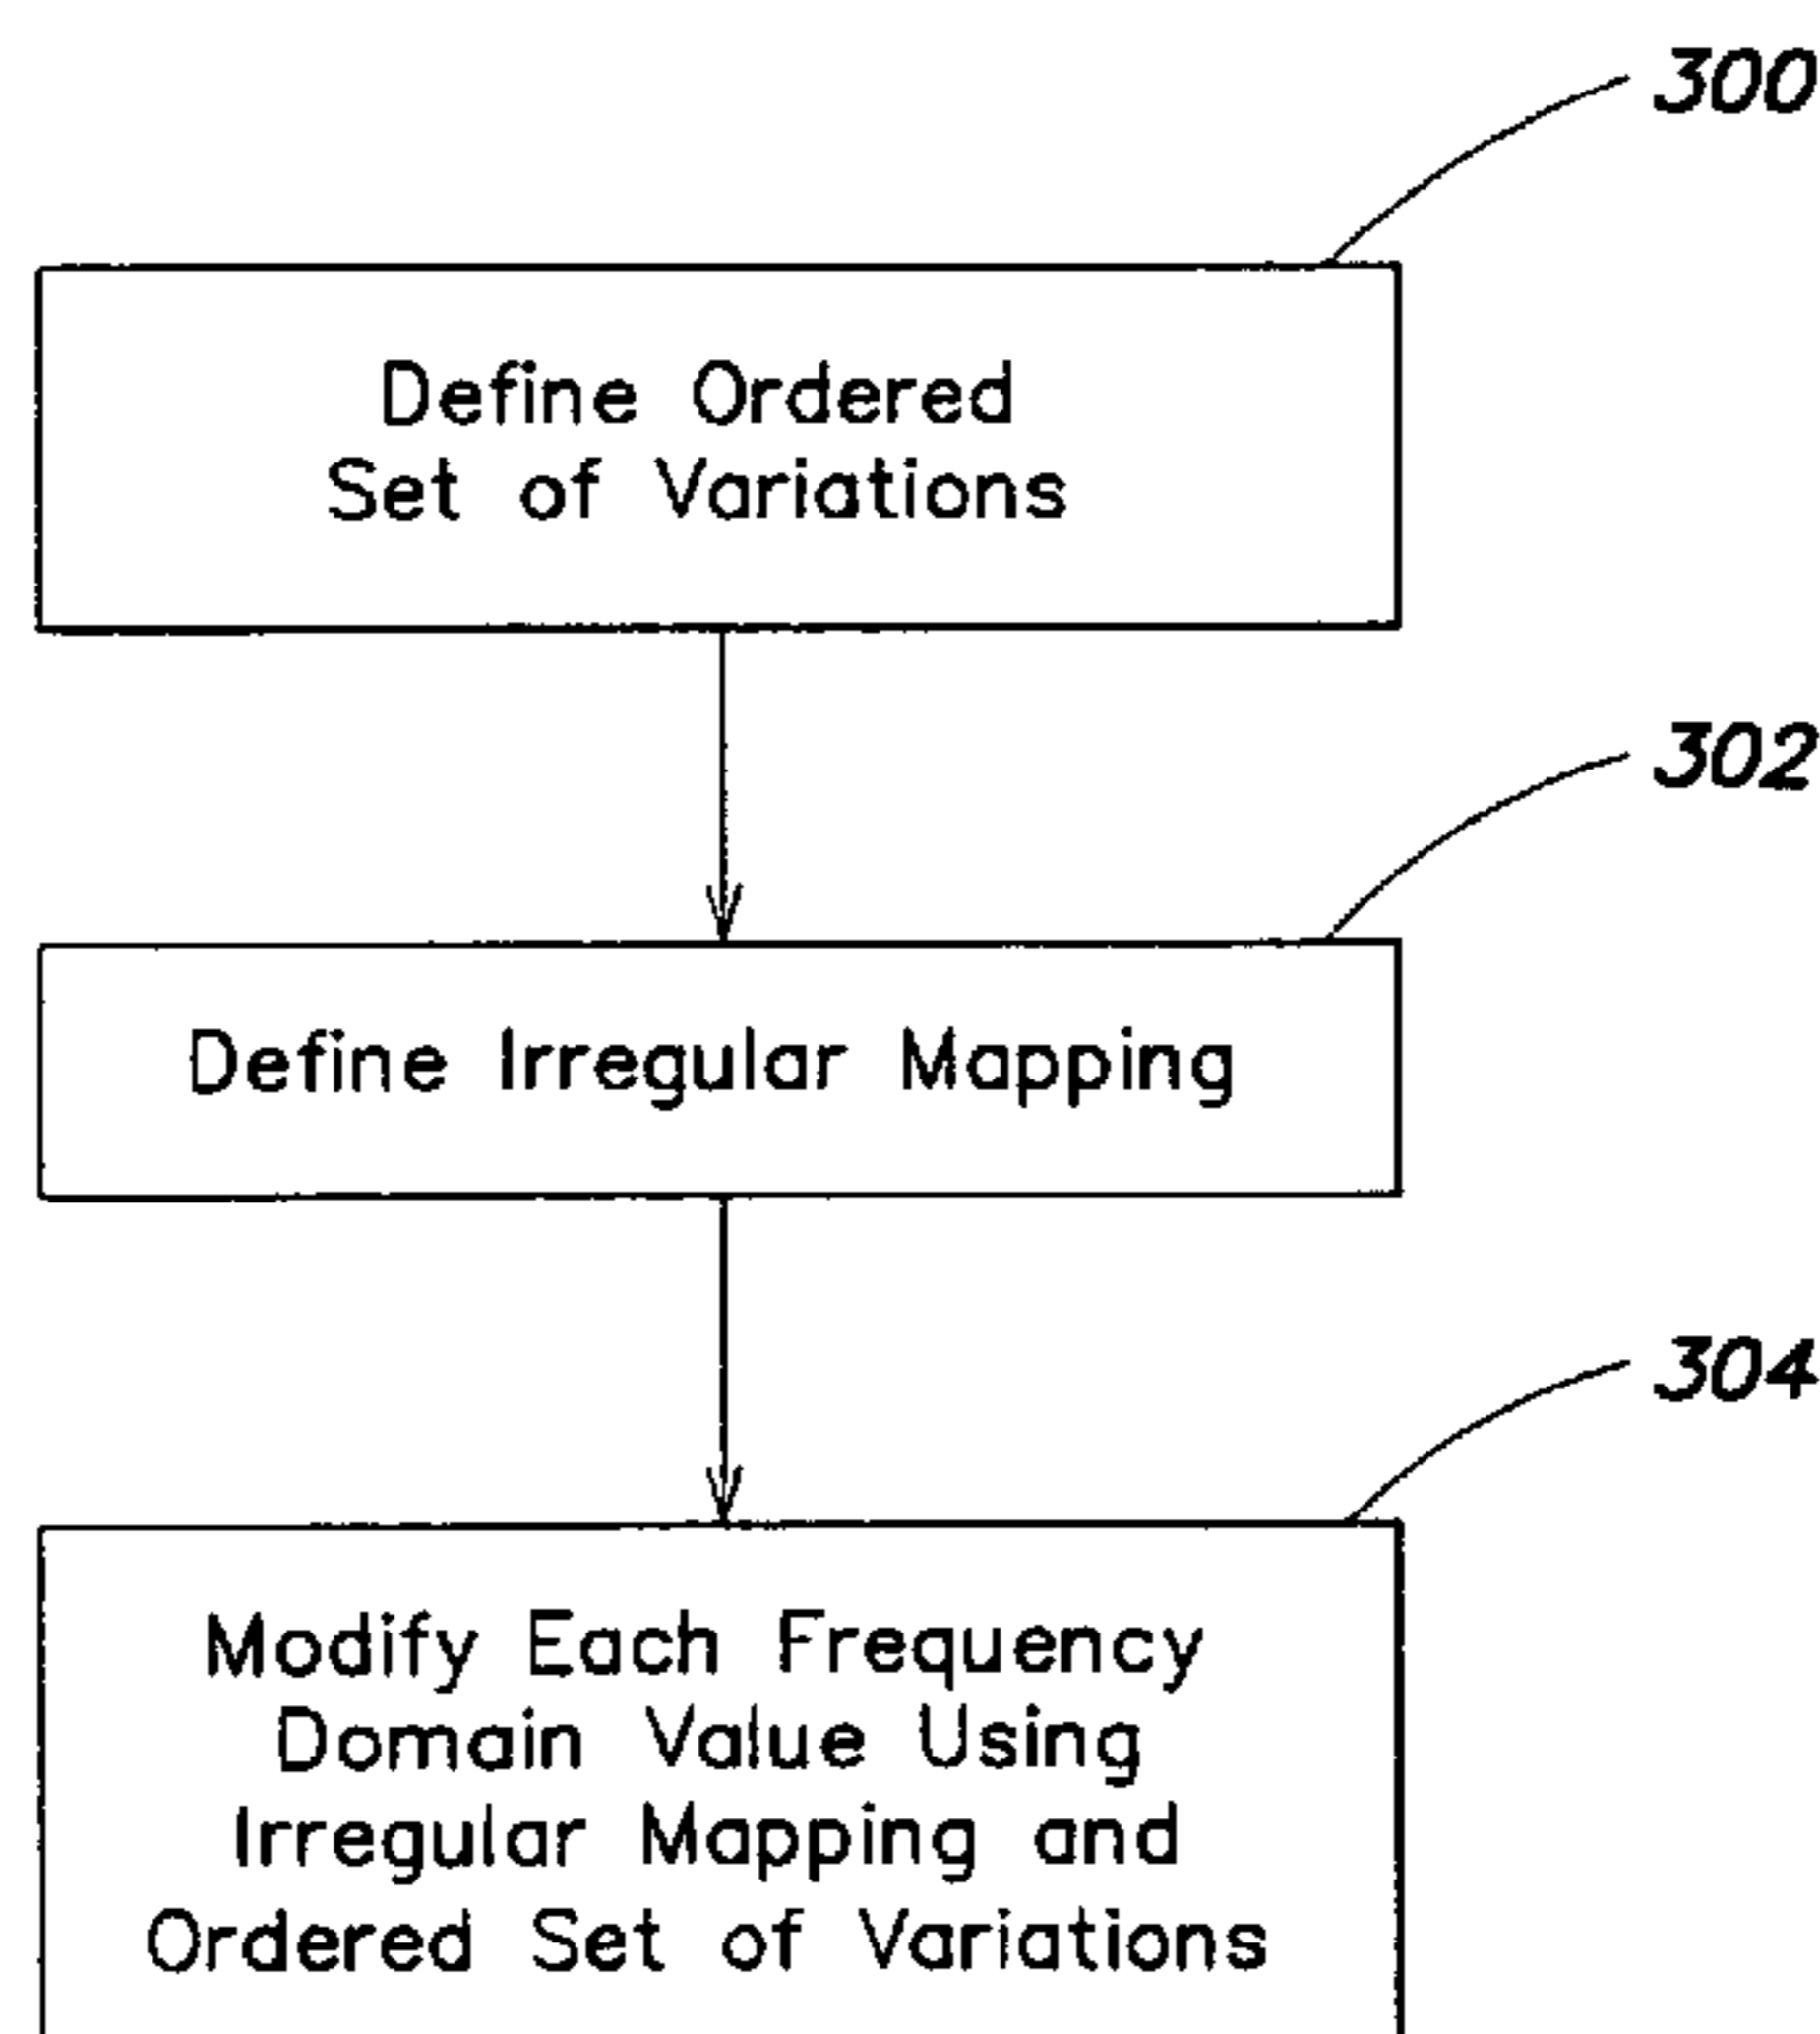 300
Define Ordered
Set of Variations
302
Define Irregular Mapping
304
Modify Each Frequency
Domain Value Using
Irregular Mapping and
Ordered Set of Variations